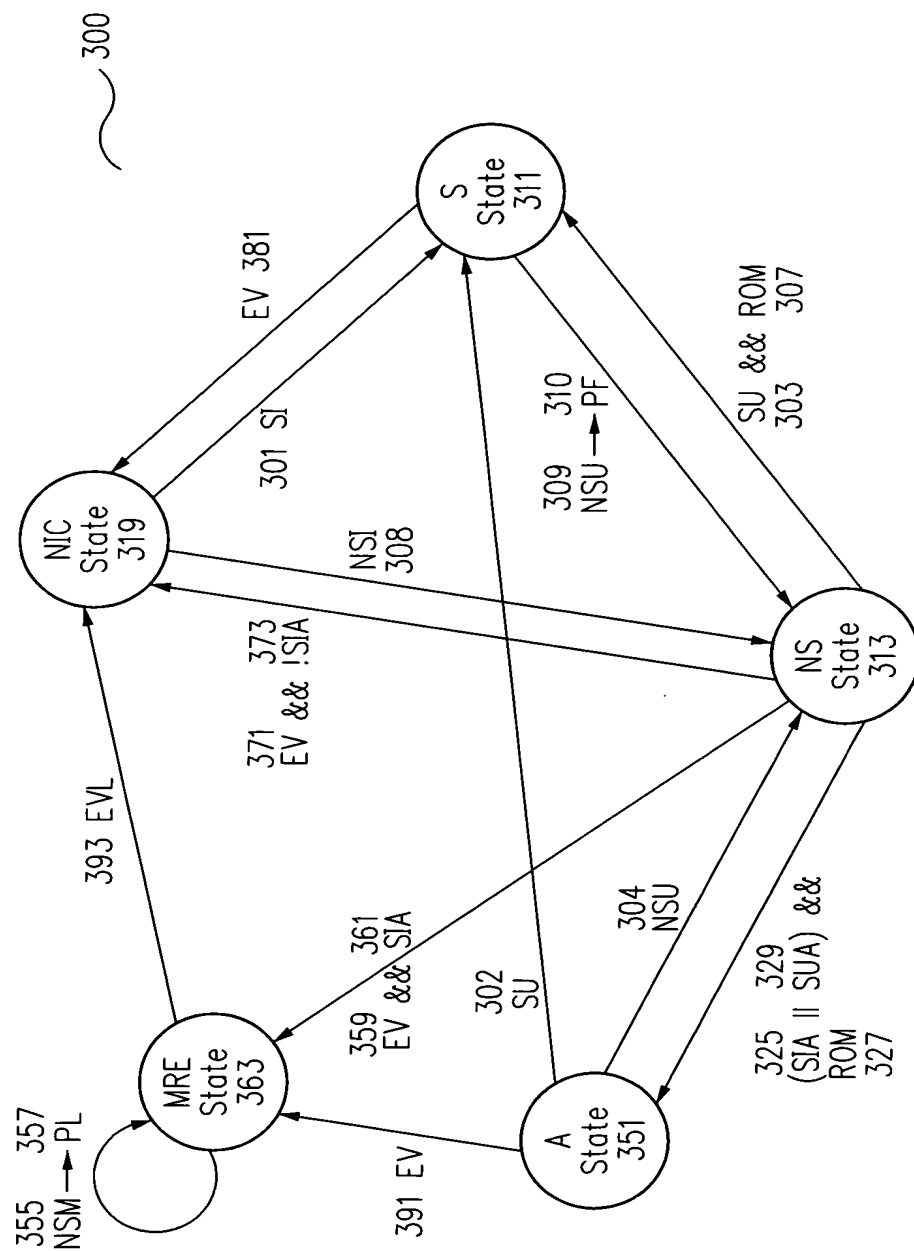 300
355 357
NSM → PL
NIC
State
319
393 EVL
MRE
State
363
EV 381
371 373
EV && !SIA
301 SI
359 361
EV && SIA
NSI
308
391 EV
S
State
311
302
SU
309 310
NSU → PF
A
State
351
304
NSU
SU && ROM
303 307
325 329
(SIA || SUA) &&
ROM
327
NS
State
313